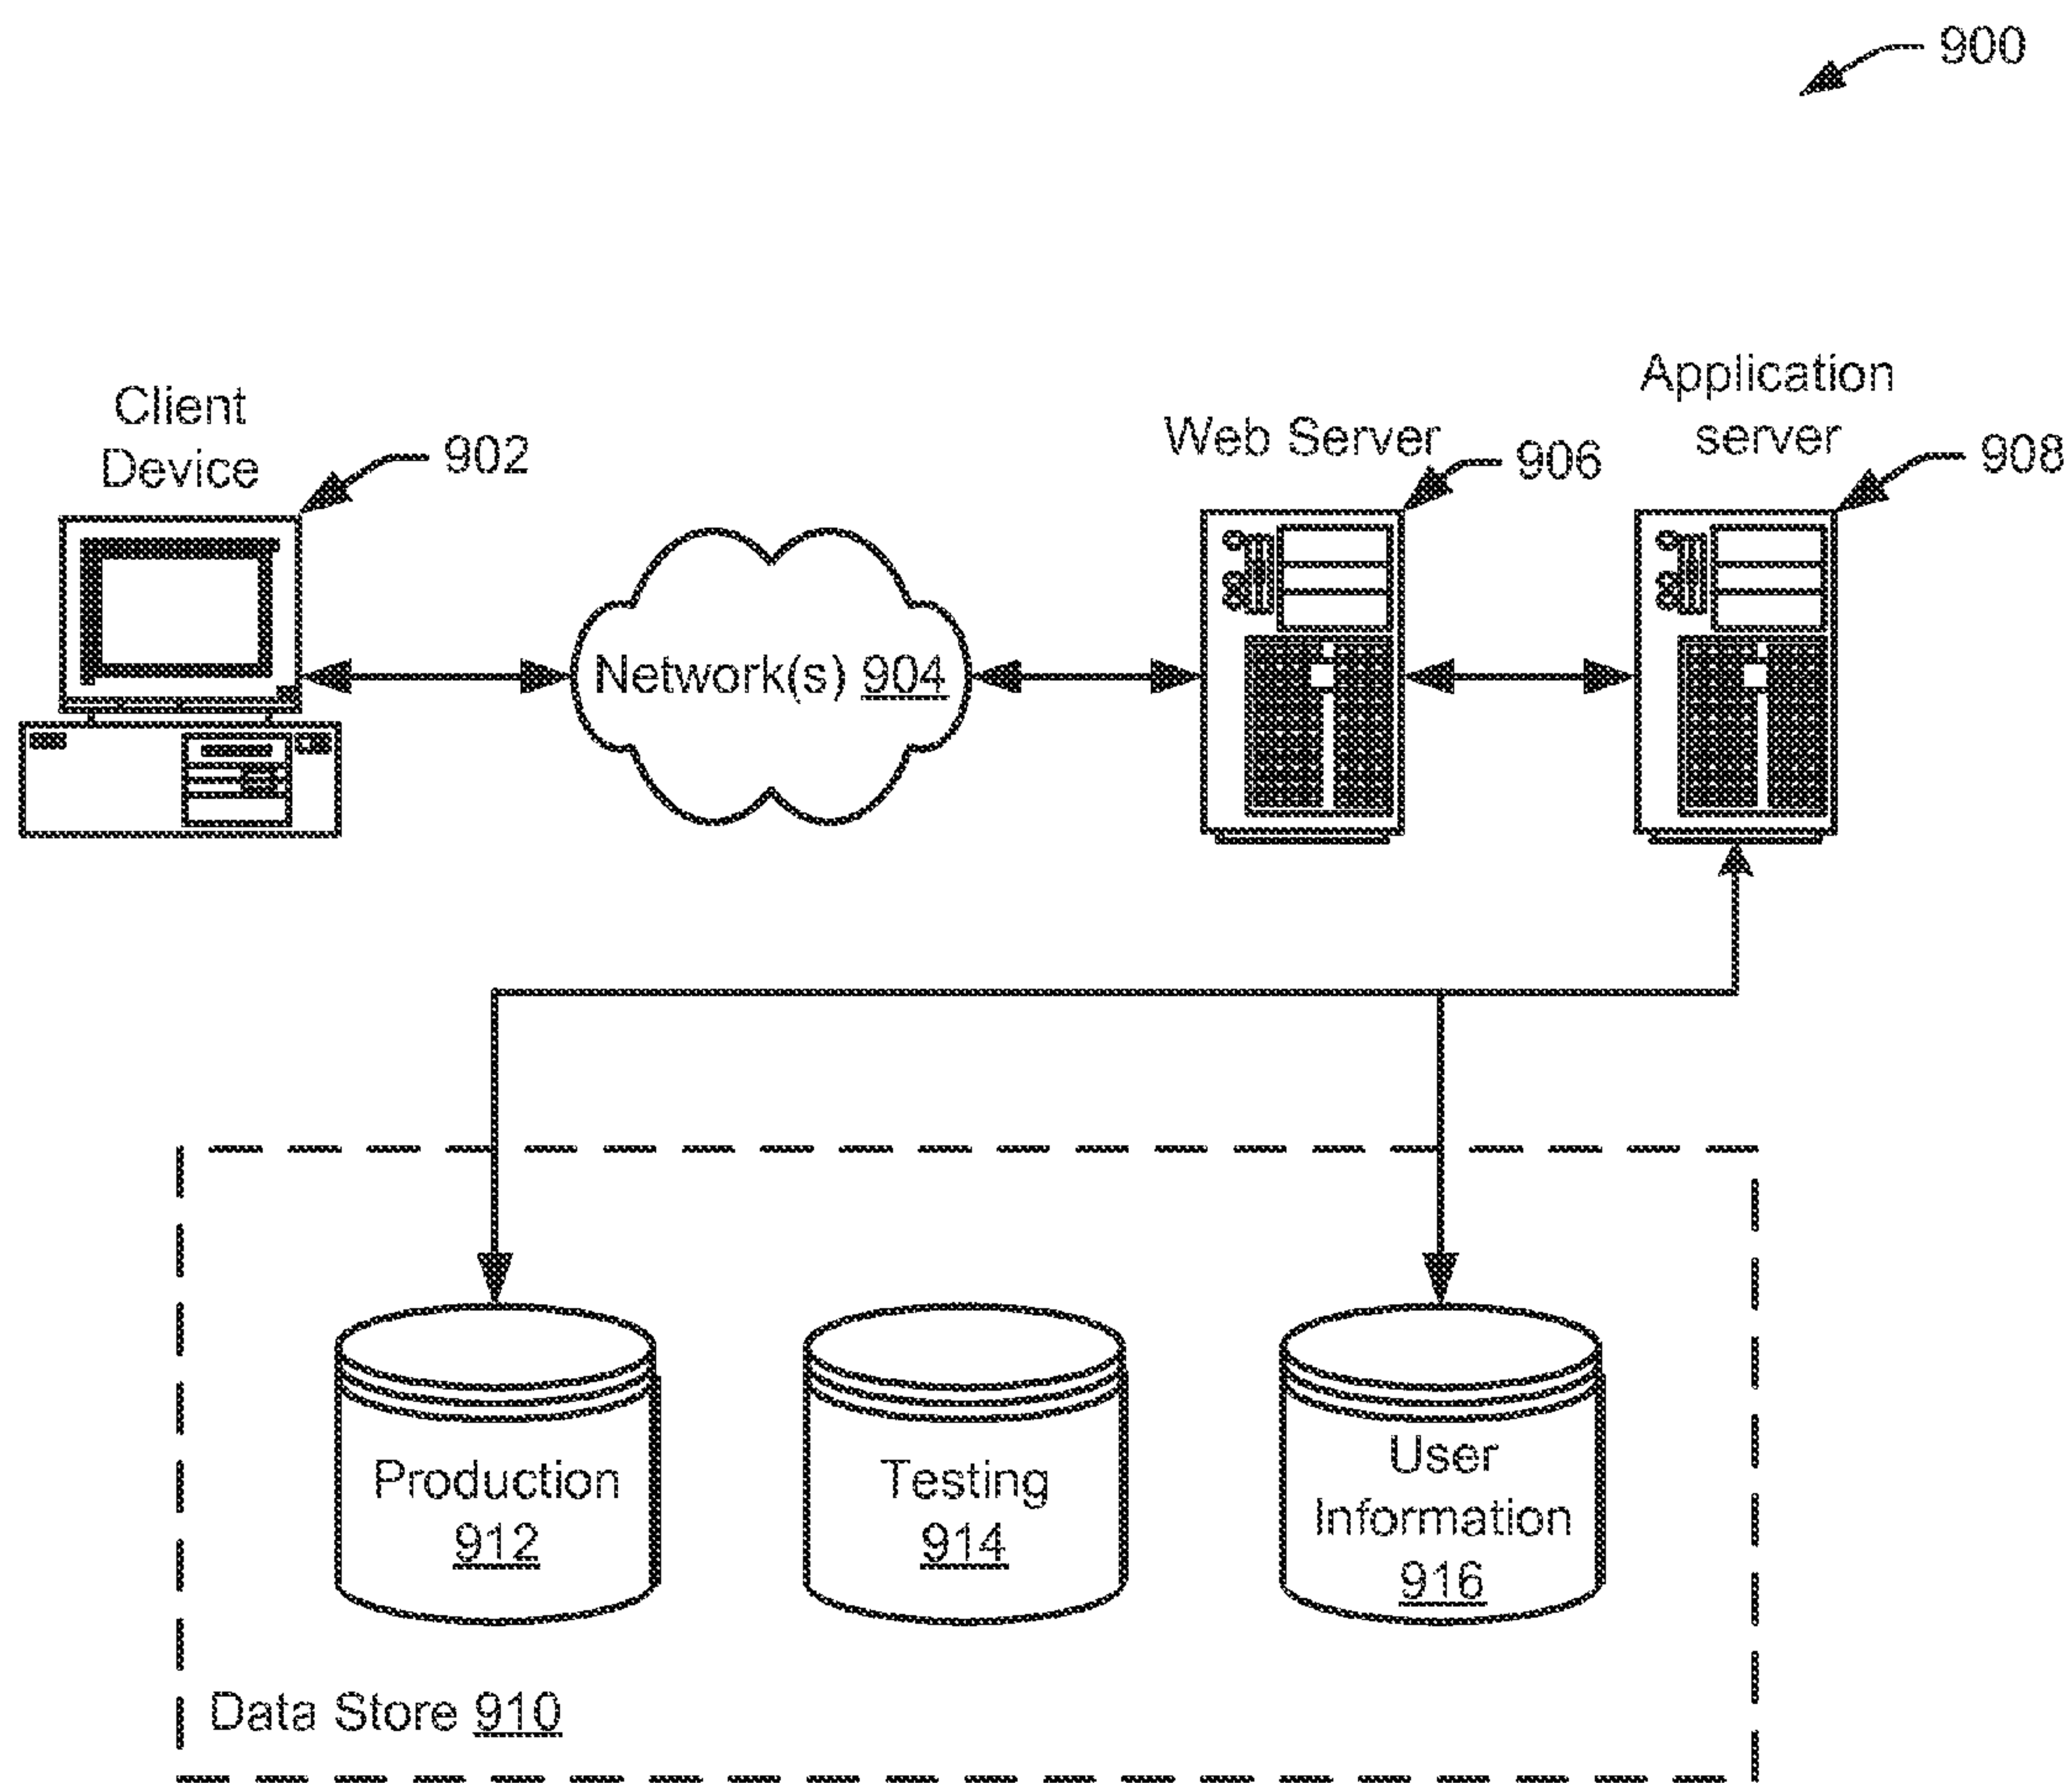 900
Client
Device
902
Network(s) 904
Web Server
906
Application
server
908
Production
912
Testing
914
User
Information
916
Data Store 910